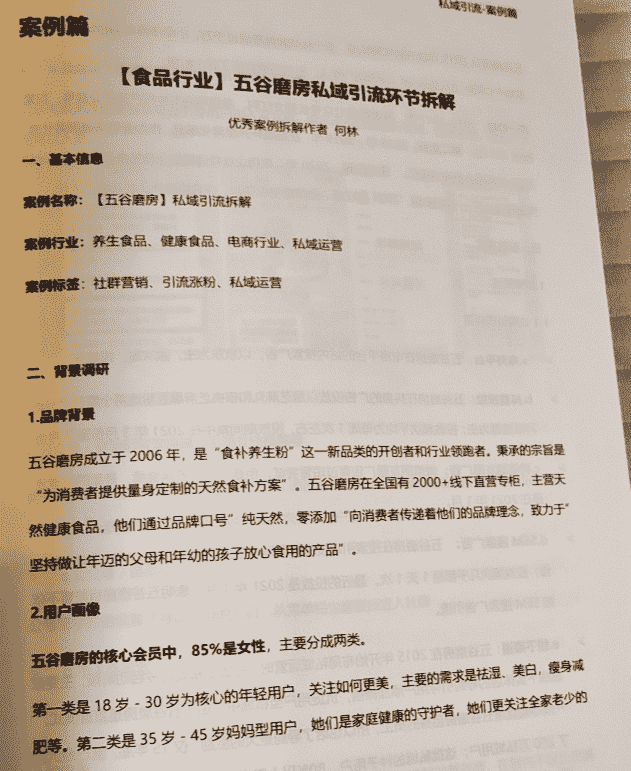 私域引流-案例篇
案例篇
【食品行业】五谷磨房私域引流环节拆解
优秀案例拆解作者 何林
一、基本信息
案例名称：【五谷磨房】私域引流拆解
案例行业：养生食品、健康食品、电商行业、私域运营
案例标签：社群营销、引流涨粉、私域运营
二、背景调研
1.品牌背景
五谷磨房成立于 2006 年，是“食补养生粉”这一新品类的开创者和行业领跑者。秉承的宗旨是
“为消费者提供量身定制的天然食补方案”。五谷磨房在全国有 2000+线下直营专柜，主营天
然健康食品，他们通过品牌口号”纯天然，零添加“向消费者传递着他们的品牌理念，致力于”
坚持做让年迈的父母和年幼的孩子放心食用的产品”。
2.用户画像
五谷磨房的核心会员中，85%是女性，主要分成两类。
第一类是 18 岁 - 30 岁为核心的年轻用户，关注如何更美，主要的需求是祛湿、美白，瘦身减
肥等。第二类是 35 岁 - 45 岁妈妈型用户，她们是家庭健康的守护者，她们更关注全家老少的